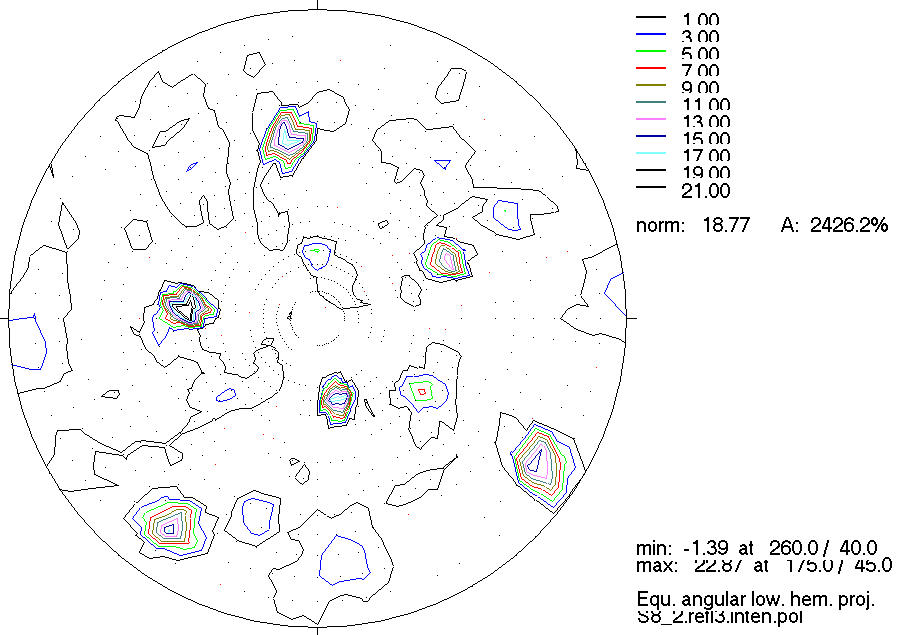 1.00
3.00
5.00
7.00
9.00
11.00
13.00
15.00
17.00
19.00
21.00
norm: 18.77 A: 2426.2%
min: -1.39 at 260.0 / 40.0
max: 22.87 at 175.0 / 45.0
Equ. angular low. hem. proj.
S8_2.refl3.inten.pol